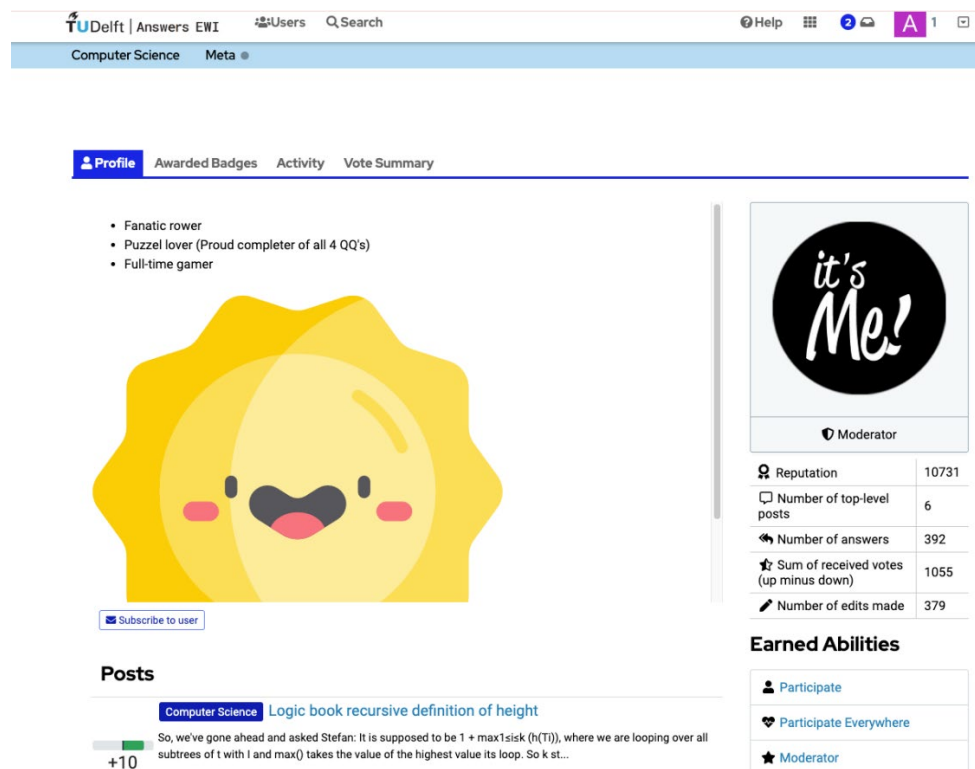 TUDelft | Answers EWI Users Search Help 2 A 1
Computer Science Meta
Profile Awarded Badges Activity Vote Summary
• Fanatic rower
• Puzzel lover (Proud completer of all 4 QQ's)
• Full-time gamer
Subscribe to user
Posts
Computer Science Logic book recursive definition of height
So, we've gone ahead and asked Stefan: It is supposed to be 1 + max1≤i≤k (h(Ti)), where we are looping over all
subtrees of t with I and max() takes the value of the highest value its loop. So k st...
+10
it's
Me!
Moderator
Reputation 10731
Number of top-level
posts 6
Number of answers 392
Sum of received votes
(up minus down) 1055
Number of edits made 379
Earned Abilities
Participate
Participate Everywhere
Moderator